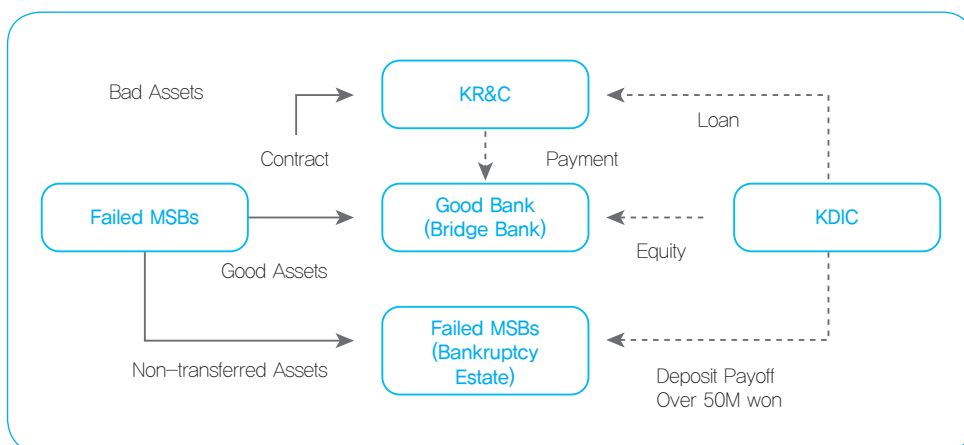 KR&C
Bad Assets
Loan
Contract
Payment
Failed MSBs
Good Bank
(Bridge Bank)
KDIC
Equity
Good Assets
Failed MSBs
(Bankruptcy
Estate)
Non-transferred Assets
Deposit Payoff
Over 50M won